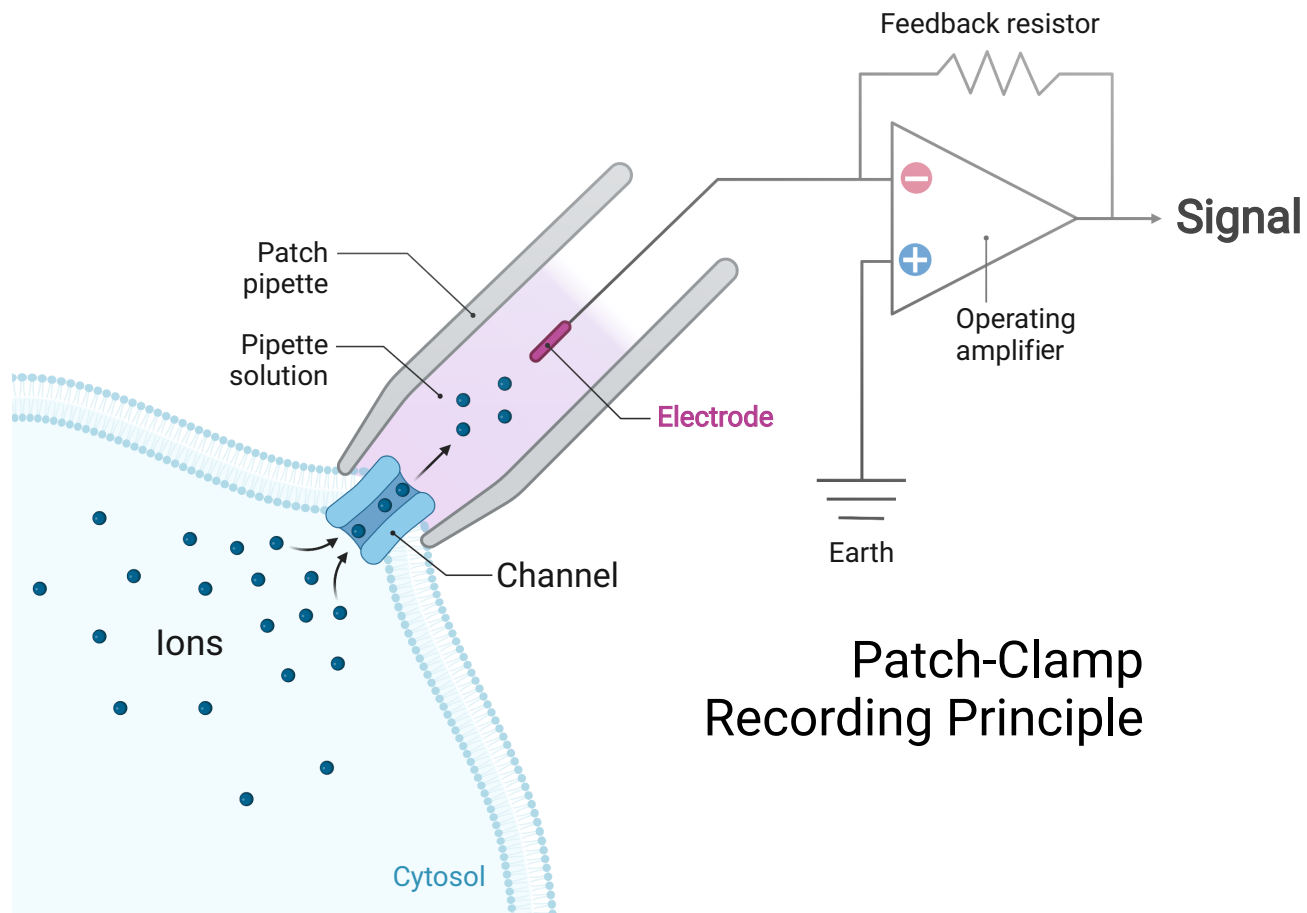 Feedback resistor
Signal
Patch
pipette
Operating
amplifier
Pipette
solution
Electrode
Earth
Channel
Ions
Patch-Clamp
Recording Principle
Cytosol